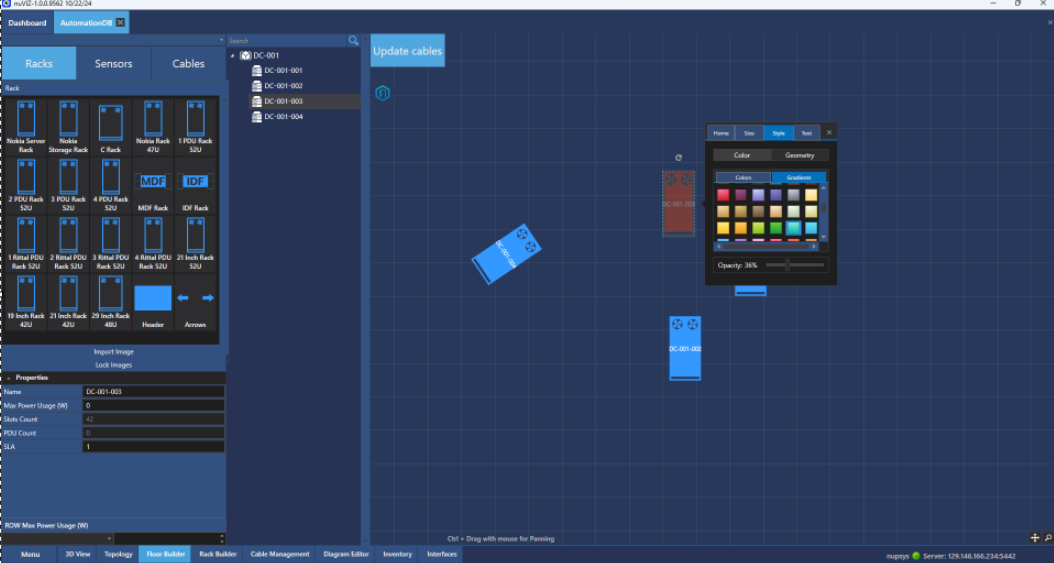 nuVIZ-1.0.0.8562 10/22/24
Dashboard AutomationDB
Search
Racks Sensors Cables
Update cables
Rack
DC-001
DC-001-001
DC-001-002
DC-001-003
DC-001-004
Nokia Server Rack
Nokia Storage Rack
C Rack
Nokia Rack 47U
1 PDU Rack 52U
2 PDU Rack 52U
3 PDU Rack 52U
4 PDU Rack 52U
MDF
MDF Rack
IDF
IDF Rack
1 Rittal PDU Rack 52U
2 Rittal PDU Rack 52U
3 Rittal PDU Rack 52U
4 Rittal PDU Rack 52U
21 Inch Rack 52U
19 Inch Rack 42U
21 Inch Rack 42U
29 Inch Rack 48U
Header
Arrows
Import Image
Lock Images
Properties
Name DC-001-003
Max Power Usage (W) 0
Slots Count 42
PDU Count 0
SLA 1
ROW Max Power Usage (W)
Home Size Style Text
Color Geometry
Colors Gradients
Opacity: 36%
DC-001-003
DC-001-004
DC-001-002
Ctrl + Drag with mouse for Panning
Menu 3D View Topology Floor Builder Rack Builder Cable Management Diagram Editor Inventory Interfaces
nupsys Server: 129.146.166.234:5442